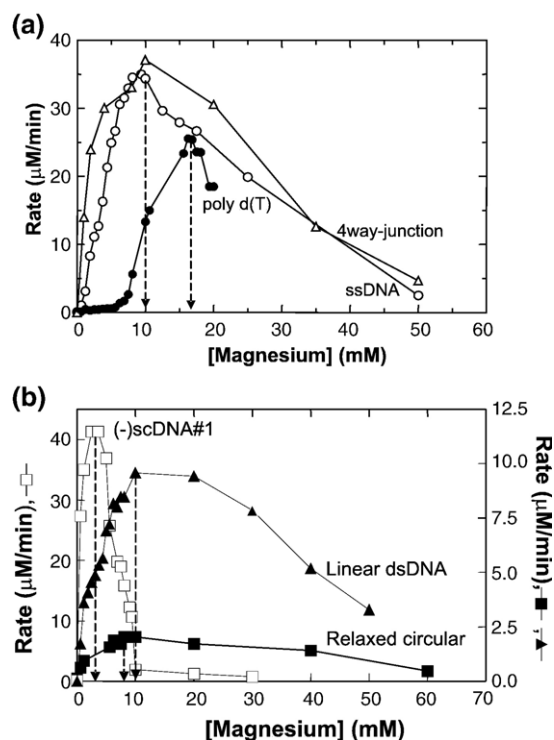 (a)
40
30
20
10
0
Rate (μM/min)
poly d(T)
4way-junction
ssDNA
0 10 20 30 40 50 60
[Magnesium] (mM)
(b)
(-)scDNA#1
40
30
20
10
0
Rate (μM/min), —□—
12.5
10.0
7.5
5.0
2.5
0.0
Rate (μM/min), —■—, —▲—
Linear dsDNA
Relaxed circular
0 10 20 30 40 50 60 70
[Magnesium] (mM)